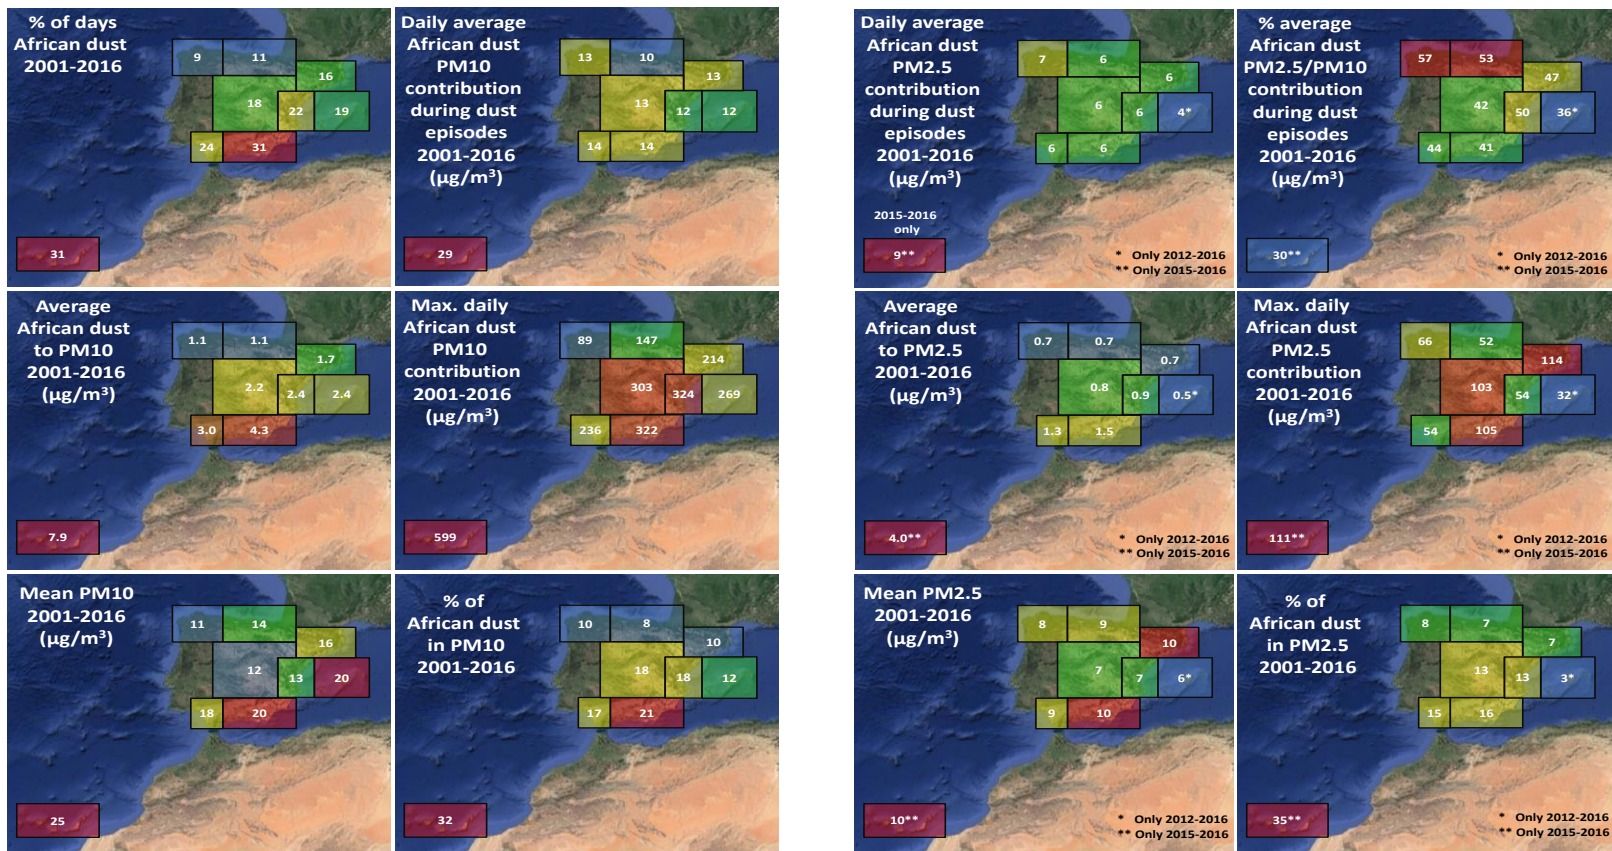 % of days
African dust
2001-2016
9
11
16
18
22
19
24
31
31
Daily average
African dust
PM10
contribution
during dust
episodes
2001-2016
(µg/m³)
13
10
13
13
12
12
14
14
29
Daily average
African dust
PM2.5
contribution
during dust
episodes
2001-2016
(µg/m³)
7
6
6
6
6
4*
6
6
2015-2016
only
9**
* Only 2012-2016
** Only 2015-2016
% average
African dust
PM2.5/PM10
contribution
during dust
episodes
2001-2016
(µg/m³)
57
53
47
42
50
36*
44
41
30**
* Only 2012-2016
** Only 2015-2016
Average
African dust
to PM10
2001-2016
(µg/m³)
1.1
1.1
1.7
2.2
2.4
2.4
3.0
4.3
7.9
Max. daily
African dust
PM10
contribution
2001-2016
(µg/m³)
89
147
214
303
324
269
236
322
599
Average
African dust
to PM2.5
2001-2016
(µg/m³)
0.7
0.7
0.7
0.8
0.9
0.5*
1.3
1.5
4.0**
* Only 2012-2016
** Only 2015-2016
Max. daily
African dust
PM2.5
contribution
2001-2016
(µg/m³)
66
52
114
103
54
32*
54
105
111**
* Only 2012-2016
** Only 2015-2016
Mean PM10
2001-2016
(µg/m³)
11
14
16
12
13
20
18
20
25
% of
African dust
in PM10
2001-2016
10
8
10
18
18
12
17
21
32
Mean PM2.5
2001-2016
(µg/m³)
8
9
10
7
7
6*
9
10
10**
* Only 2012-2016
** Only 2015-2016
% of
African dust
in PM2.5
2001-2016
8
7
7
13
13
3*
15
16
35**
* Only 2012-2016
** Only 2015-2016